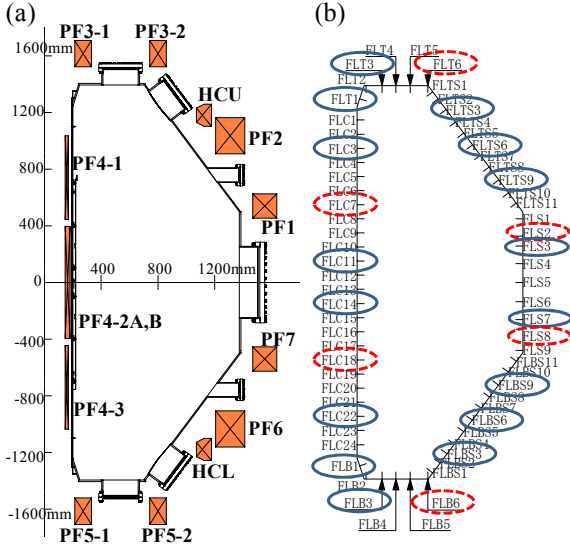 (a)
PF3-1 PF3-2
1600mm
HCU
1200
PF2
800
PF4-1
PF1
400
0
400 800 1200mm
PF4-2A,B
-400
PF7
PF4-3
-800
PF6
-1200
HCL
-1600mm
PF5-1 PF5-2
(b)
FLT4 FLT5
FLT3 FLT6
FLT2 FLTS1
FLT1 FLTS2
FLTS3
FLC1 FLTS4
FLC2 FLTS5
FLC3 FLTS6
FLC4 FLTS7
FLC5 FLTS8
FLC6 FLTS9
FLC7 FLTS10
FLC8 FLTS11
FLC9 FLS1
FLC10 FLS2
FLC11 FLS3
FLC12 FLS4
FLC13 FLS5
FLC14 FLS6
FLC15 FLS7
FLC16 FLS8
FLC17 FLS9
FLC18 FLBS11
FLC19 FLBS10
FLC20 FLBS9
FLC21 FLBS8
FLC22 FLBS7
FLC23 FLBS6
FLC24 FLBS5
FLBS4
FLB1 FLBS3
FLBS2
FLB2 FLBS1
FLB3 FLB6
FLB4 FLB5